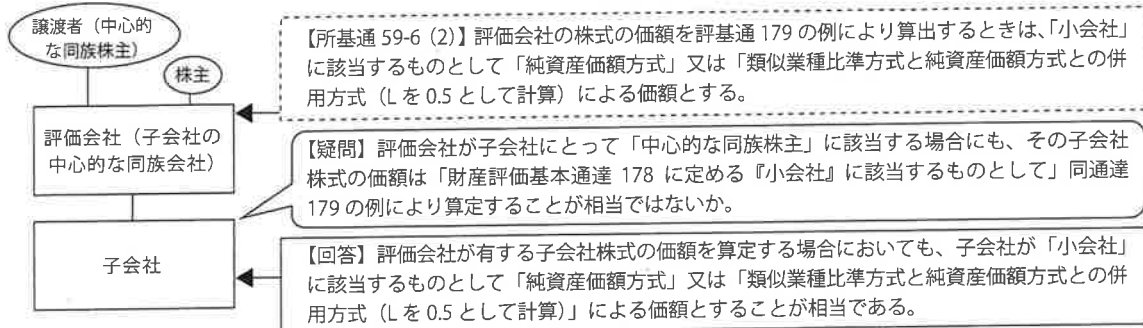 譲渡者（中心的
な同族株主）
株主
評価会社（子会社の
中心的な同族会社）
子会社
【所基通 59-6（2）】評価会社の株式の価額を評基通 179 の例により算出するときは、「小会社」
に該当するものとして「純資産価額方式」又は「類似業種比準方式と純資産価額方式との併
用方式（L を 0.5 として計算）による価額とする。
【疑問】評価会社が子会社にとって「中心的な同族株主」に該当する場合にも、その子会社
株式の価額は「財産評価基本通達 178 に定める『小会社』に該当するものとして」同通達
179 の例により算定することが相当ではないか。
【回答】評価会社が有する子会社株式の価額を算定する場合においても、子会社が「小会社」
に該当するものとして「純資産価額方式」又は「類似業種比準方式と純資産価額方式との併
用方式（L を 0.5 として計算）」による価額とすることが相当である。